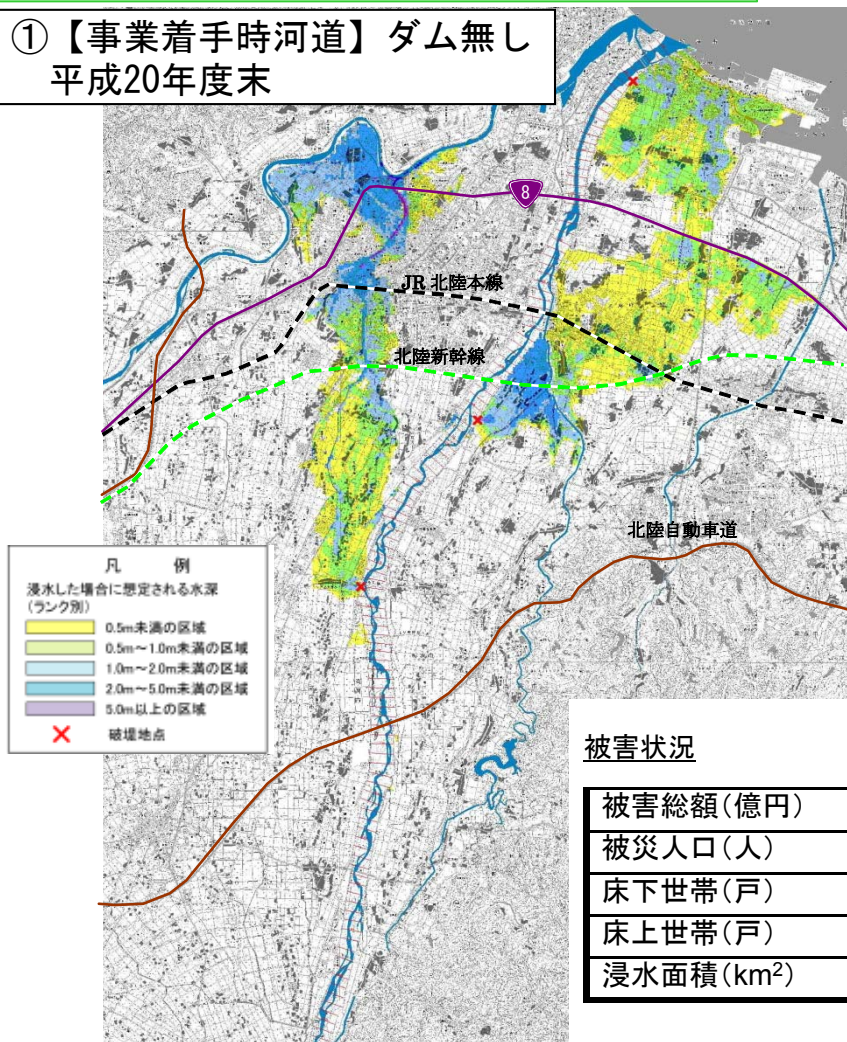 ①【事業着手時河道】ダム無し
平成20年度末
8
JR 北陸本線
北陸新幹線
北陸自動車道
凡 例
浸水した場合に想定される水深
(ランク別)
0.5m未満の区域
0.5m～1.0m未満の区域
1.0m～2.0m未満の区域
2.0m～5.0m未満の区域
5.0m以上の区域
破堤地点
被害状況
被害総額(億円)
被災人口(人)
床下世帯(戸)
床上世帯(戸)
浸水面積(km²)